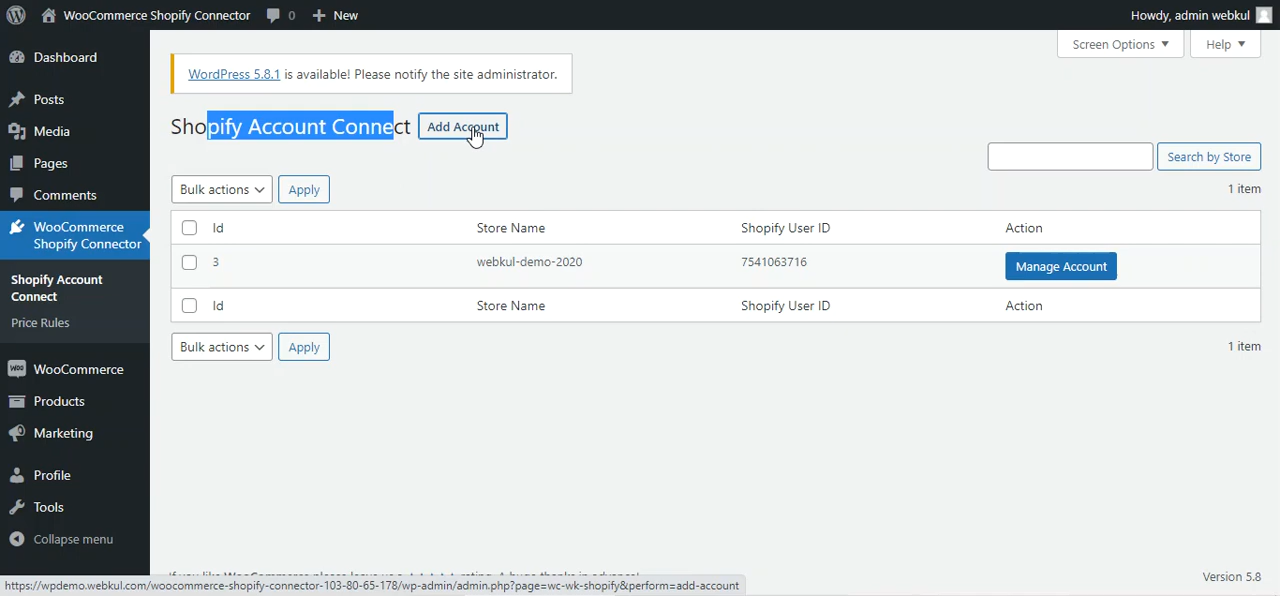 WooCommerce Shopify Connector 0 New
Howdy, admin webkul
Screen Options Help
Dashboard
Posts
Media
Pages
Comments
WooCommerce
Shopify Connector
Shopify Account
Connect
Price Rules
WooCommerce
Products
Marketing
Profile
Tools
Collapse menu
WordPress 5.8.1 is available! Please notify the site administrator.
Shopify Account Connect Add Account
Search by Store
Bulk actions Apply 1 item
Id Store Name Shopify User ID Action
3 webkul-demo-2020 7541063716 Manage Account
Id Store Name Shopify User ID Action
Bulk actions Apply 1 item
Version 5.8
https://wpdemo.webkul.com/woocommerce-shopify-connector-103-80-65-178/wp-admin/admin.php?page=wc-wk-shopify&perform=add-account